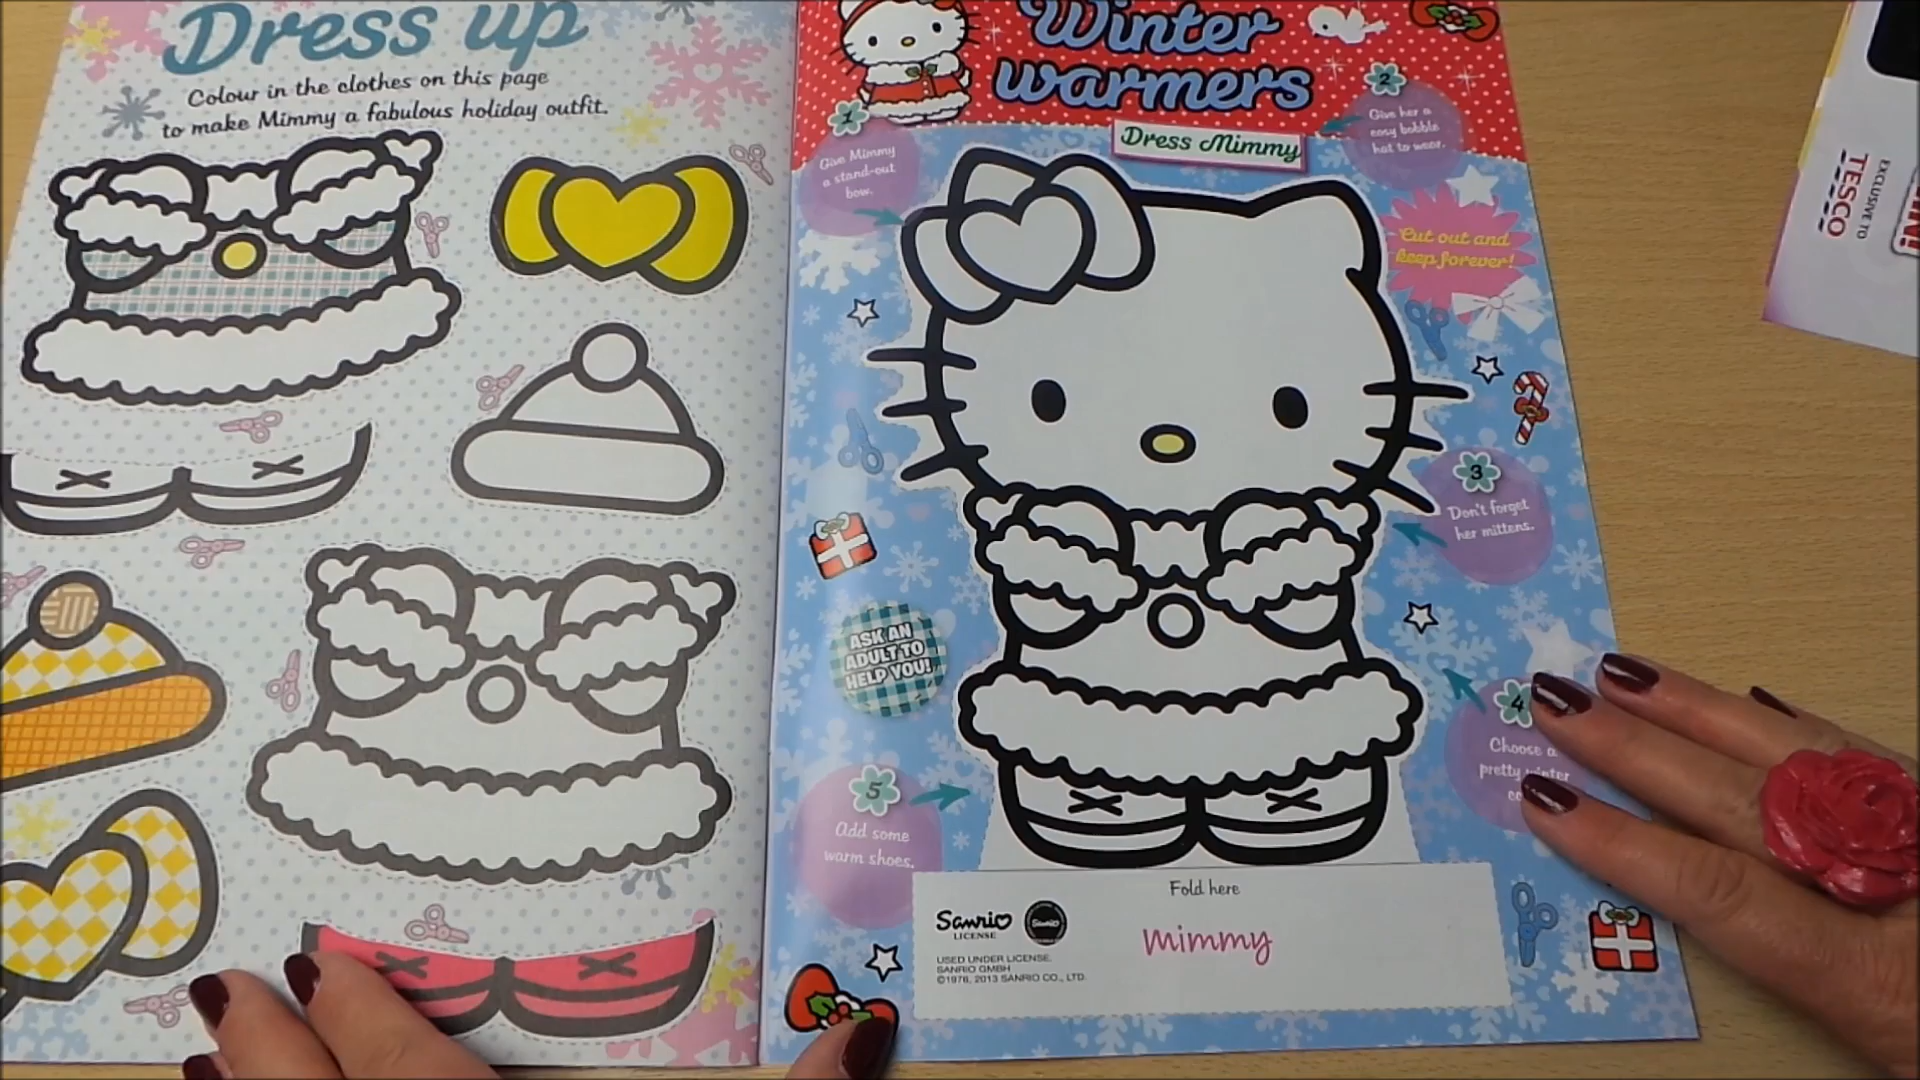 Dress up
Colour in the clothes on this page
to make Mimmy a fabulous holiday outfit.
Winter
warmers
Dress Mimmy
1
Give Mimmy
a stand-out
bow.
2
Give her a
cosy bobble
hat to wear.
Cut out and
keep forever!
3
Don't forget
her mittens.
ASK AN
ADULT TO
HELP YOU!
4
Choose a
pretty winter
5
Add some
warm shoes.
Fold here
Mimmy
Sanrio
LICENSE
Sanrio
USED UNDER LICENSE.
SANRIO GMBH
©1976, 2013 SANRIO CO., LTD.
EXCLUSIVE TO
TESCO